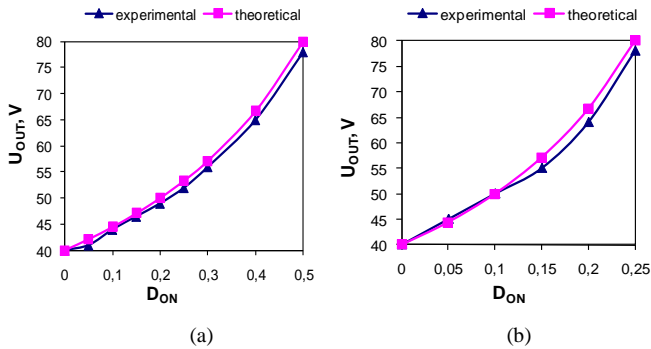 experimental theoretical
80
75
70
65
60
55
50
45
40
U_OUT, V
0 0,1 0,2 0,3 0,4 0,5
D_ON
(a)
experimental theoretical
80
75
70
65
60
55
50
45
40
U_OUT, V
0 0,05 0,1 0,15 0,2 0,25
D_ON
(b)